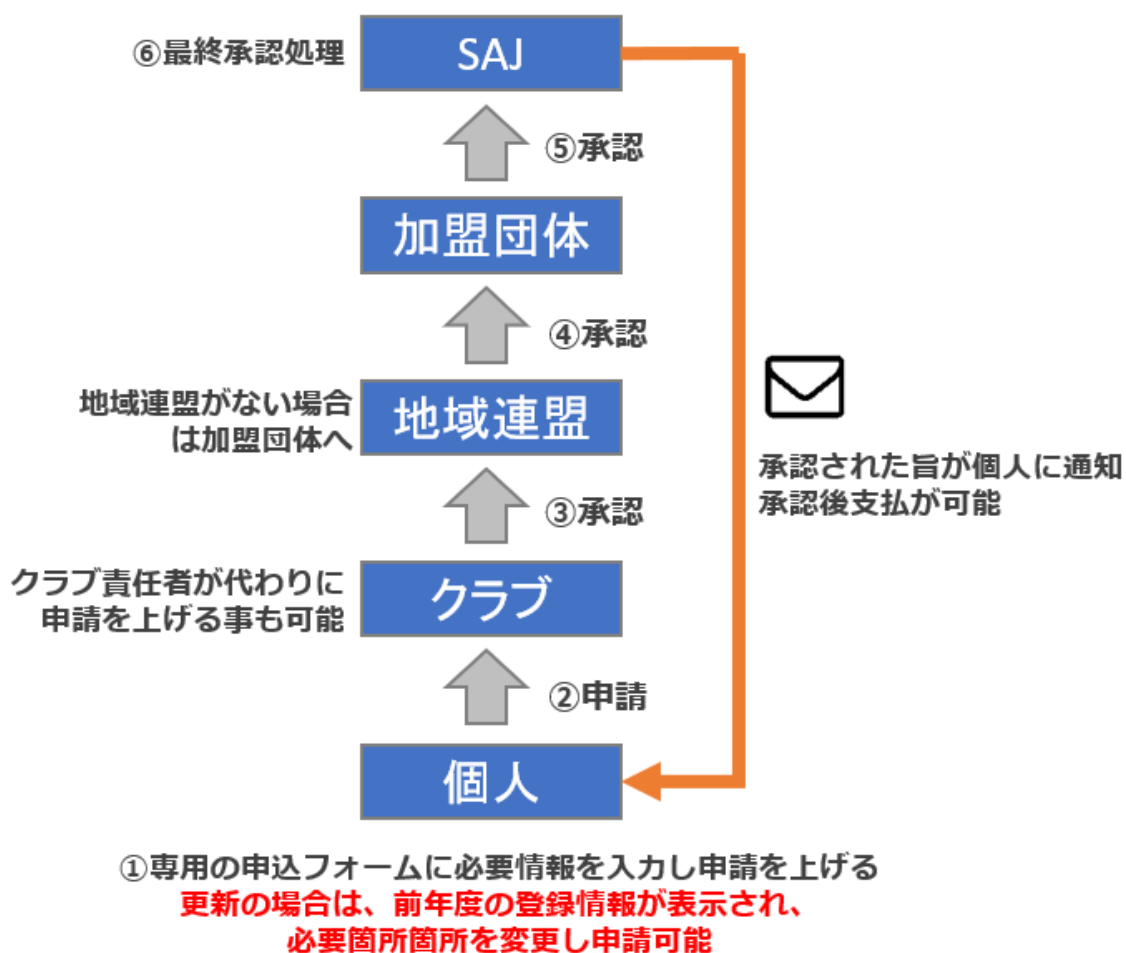 ⑥最終承認処理
SAJ
⑤承認
加盟団体
④承認
地域連盟がない場合
は加盟団体へ
地域連盟
承認された旨が個人に通知
承認後支払が可能
③承認
クラブ責任者が代わりに
申請を上げる事も可能
クラブ
②申請
個人
①専用の申込フォームに必要情報を入力し申請を上げる
更新の場合は、前年度の登録情報が表示され、
必要箇所箇所を変更し申請可能